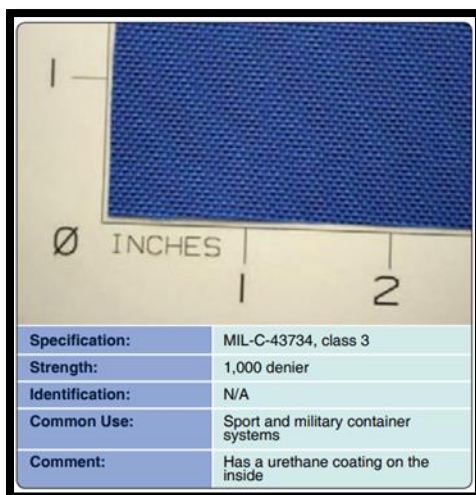 1
Ø INCHES
1 2
Specification: MIL-C-43734, class 3
Strength: 1,000 denier
Identification: N/A
Common Use: Sport and military container
systems
Comment: Has a urethane coating on the
inside